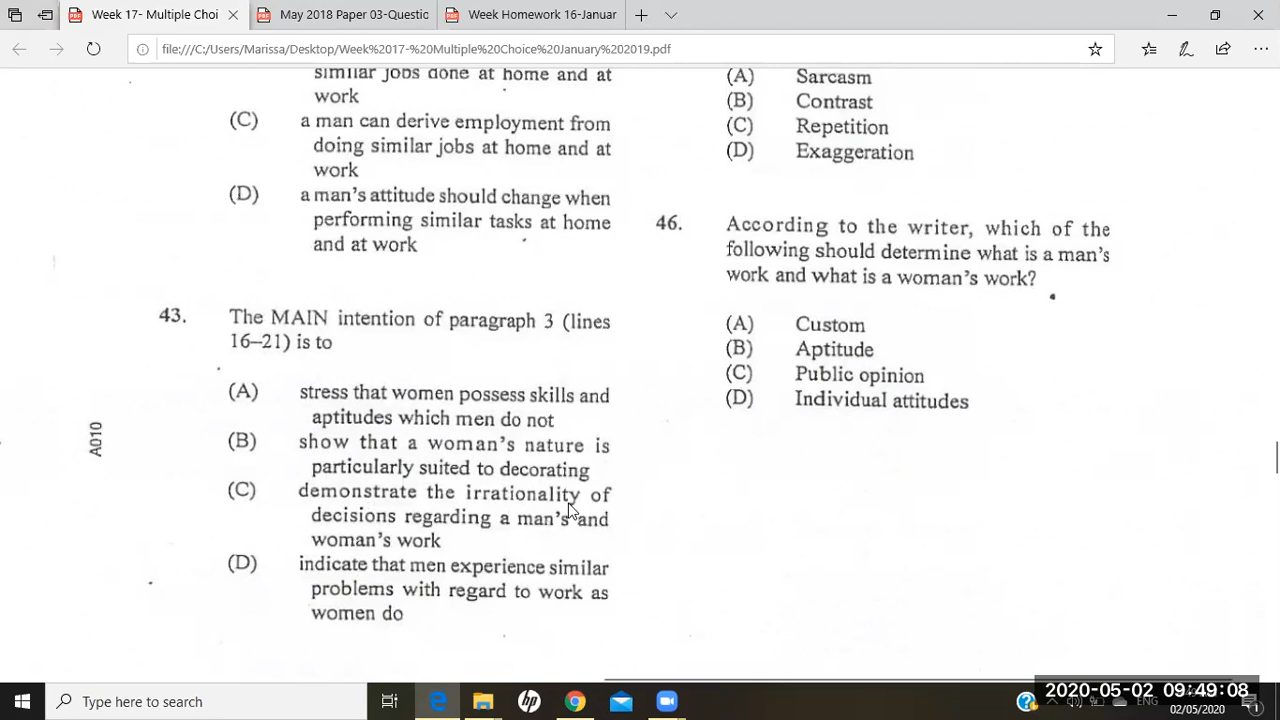 Week 17- Multiple Choi
May 2018 Paper 03-Questio
Week Homework 16-Januar
file:///C:/Users/Marissa/Desktop/Week%2017-%20Multiple%20Choice%20January%202019.pdf
similar jobs done at home and at
work
(C) a man can derive employment from
doing similar jobs at home and at
work
(D) a man's attitude should change when
performing similar tasks at home
and at work
43. The MAIN intention of paragraph 3 (lines
16–21) is to
(A) stress that women possess skills and
aptitudes which men do not
(B) show that a woman's nature is
particularly suited to decorating
(C) demonstrate the irrationality of
decisions regarding a man's and
woman's work
(D) indicate that men experience similar
problems with regard to work as
women do
A010
(A) Sarcasm
(B) Contrast
(C) Repetition
(D) Exaggeration
46. According to the writer, which of the
following should determine what is a man's
work and what is a woman's work?
(A) Custom
(B) Aptitude
(C) Public opinion
(D) Individual attitudes
Type here to search
2020-05-02 09:49:08
ENG
02/05/2020